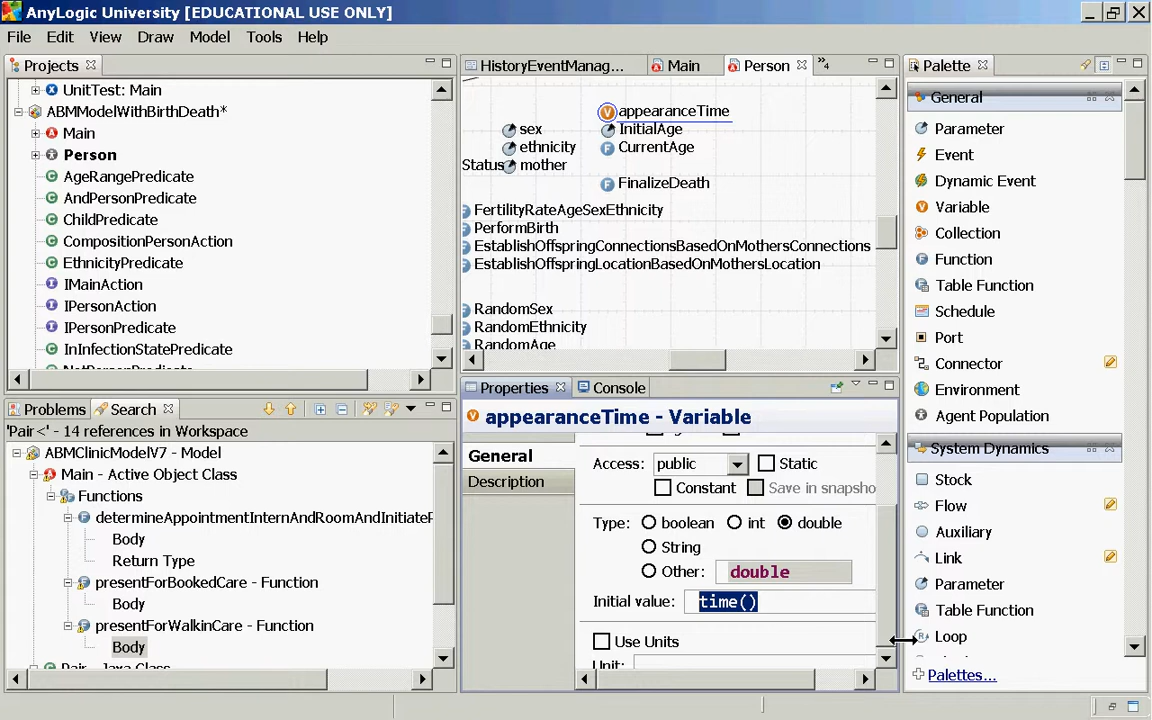 AnyLogic University [EDUCATIONAL USE ONLY]
File Edit View Draw Model Tools Help
Projects
UnitTest: Main
ABMModelWithBirthDeath*
Main
Person
AgeRangePredicate
AndPersonPredicate
ChildPredicate
CompositionPersonAction
EthnicityPredicate
IMainAction
IPersonAction
IPersonPredicate
InInfectionStatePredicate
Problems Search
'Pair<' - 14 references in Workspace
ABMClinicModelV7 - Model
Main - Active Object Class
Functions
determineAppointmentInternAndRoomAndInitiateF
Body
Return Type
presentForBookedCare - Function
Body
presentForWalkinCare - Function
Body
Pair - Java Class
HistoryEventManag... Main Person »4
appearanceTime
sex InitialAge
ethnicity CurrentAge
Status mother
FinalizeDeath
FertilityRateAgeSexEthnicity
PerformBirth
EstablishOffspringConnectionsBasedOnMothersConnections
EstablishOffspringLocationBasedOnMothersLocation
RandomSex
RandomEthnicity
RandomAge
Properties Console
appearanceTime - Variable
General
Description
Access: public Static
Constant Save in snapsho
Type: boolean int double
String
Other: double
Initial value: time()
Use Units
Unit:
Palette
General
Parameter
Event
Dynamic Event
Variable
Collection
Function
Table Function
Schedule
Port
Connector
Environment
Agent Population
System Dynamics
Stock
Flow
Auxiliary
Link
Parameter
Table Function
Loop
Palettes...